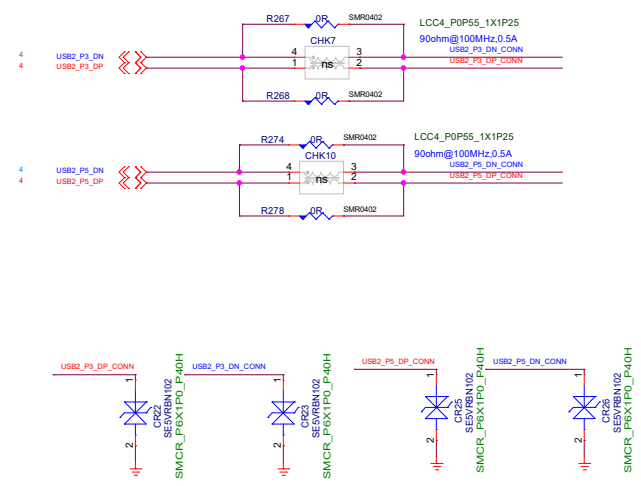 R267 0R SMR0402 LCC4_P0P55_1X1P25
CHK7 90ohm@100MHz,0.5A
4 USB2_P3_DN 4 3 USB2_P3_DN_CONN
4 USB2_P3_DP 1 ns 2 USB2_P3_DP_CONN
R268 0R SMR0402
R274 0R SMR0402 LCC4_P0P55_1X1P25
CHK10 90ohm@100MHz,0.5A
4 USB2_P5_DN 4 3 USB2_P5_DN_CONN
4 USB2_P5_DP 1 ns 2 USB2_P5_DP_CONN
R278 0R SMR0402
USB2_P3_DP_CONN
1
2
CR22
SE5VRBN102
SMCR_P6X1P0_P40H
USB2_P3_DN_CONN
1
2
CR23
SE5VRBN102
SMCR_P6X1P0_P40H
USB2_P5_DP_CONN
1
2
CR25
SE5VRBN102
SMCR_P6X1P0_P40H
USB2_P5_DN_CONN
1
2
CR26
SE5VRBN102
SMCR_P6X1P0_P40H